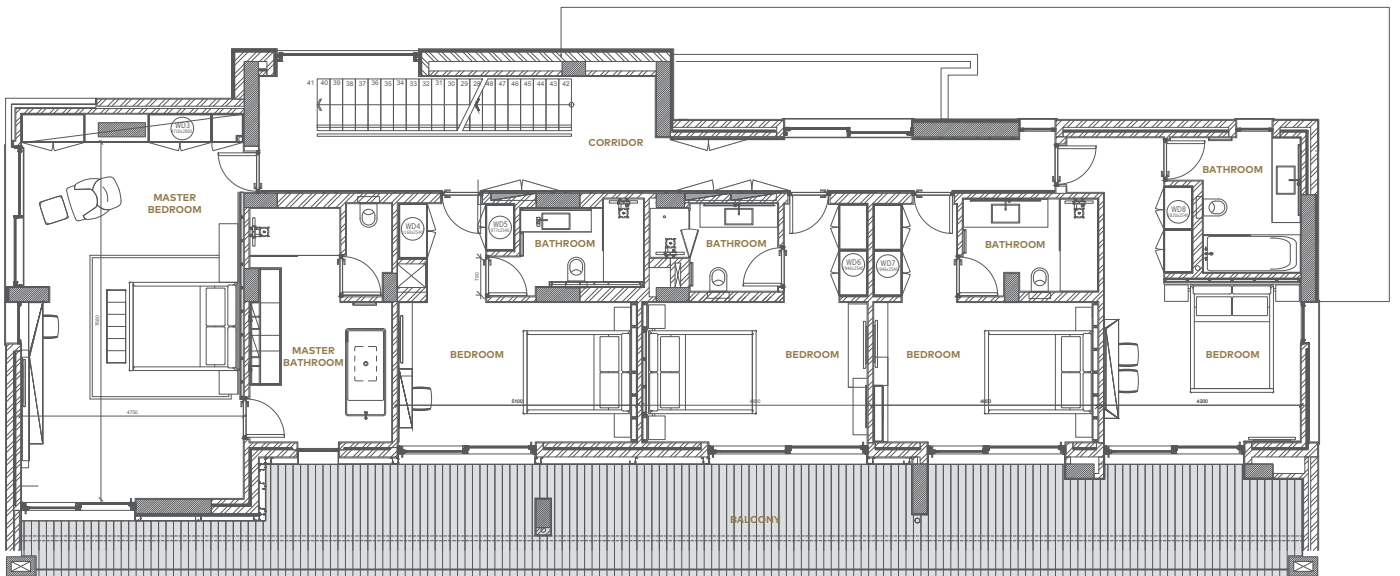 41 40 39 38 37 36 35 34 33 32 31 30 29 28 48 47 46 45 44 43 42
WD3
CORRIDOR
MASTER
BEDROOM
BATHROOM
WD4
WD5
BATHROOM
BATHROOM
WD6
WD7
BATHROOM
WD8
MASTER
BATHROOM
BEDROOM
BEDROOM
BEDROOM
BEDROOM
4750
5100
4200
BALCONY